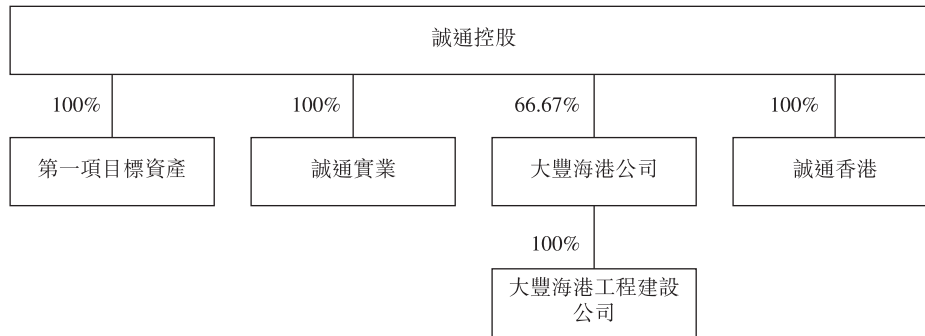 誠通控股
100%
100%
66.67%
100%
第一項目標資產
誠通實業
大豐海港公司
誠通香港
100%
大豐海港工程建設
公司